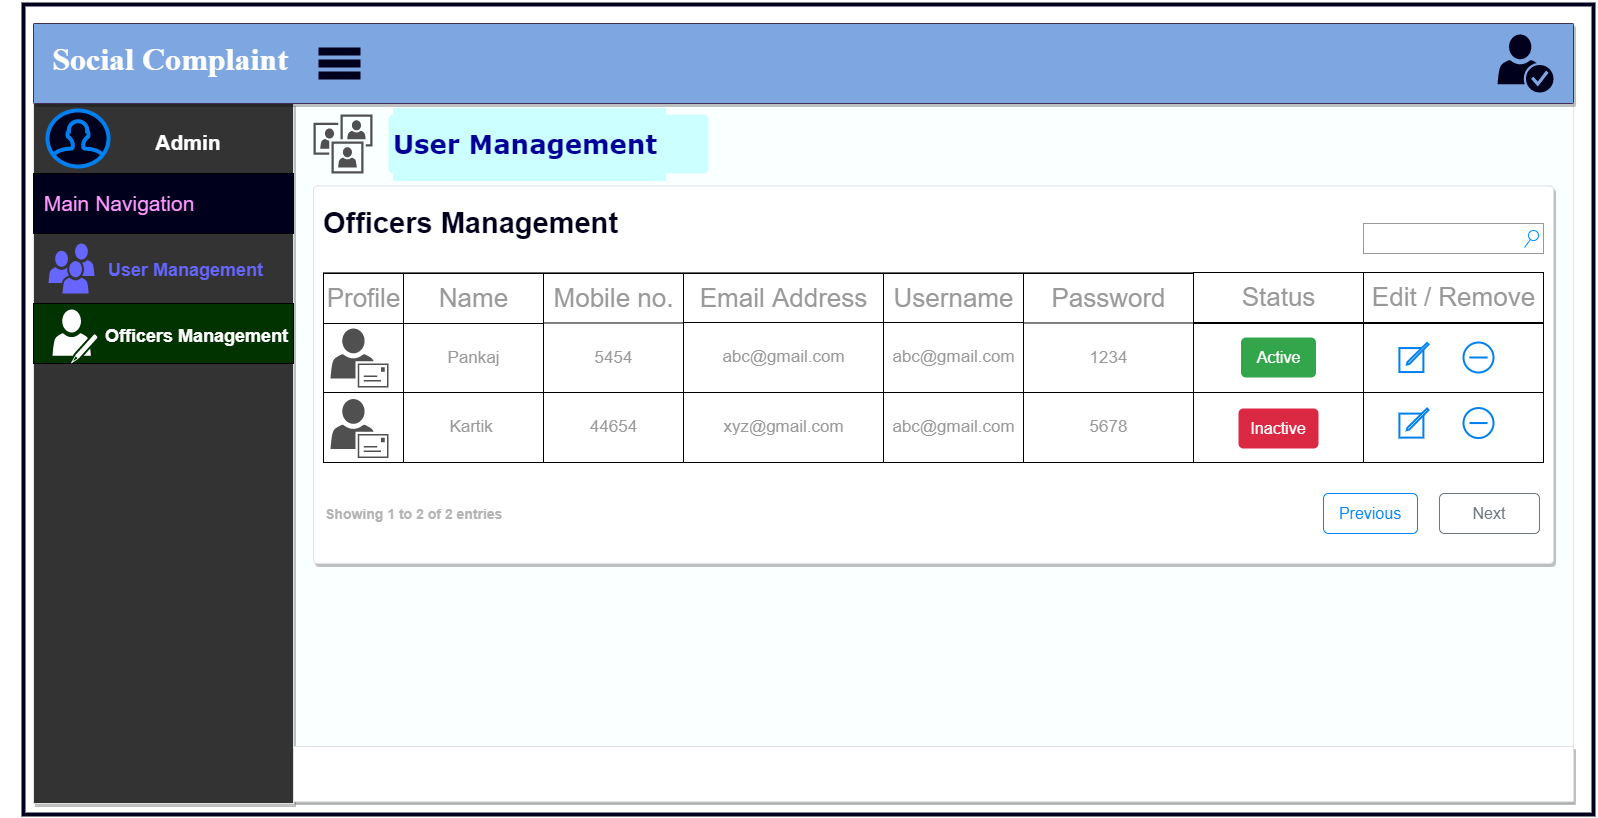 Social Complaint
Admin
User Management
Main Navigation
User Management
Officers Management
Officers Management
Profile Name Mobile no. Email Address Username Password Status Edit / Remove
Pankaj 5454 abc@gmail.com abc@gmail.com 1234 Active
Kartik 44654 xyz@gmail.com abc@gmail.com 5678 Inactive
Showing 1 to 2 of 2 entries
Previous Next